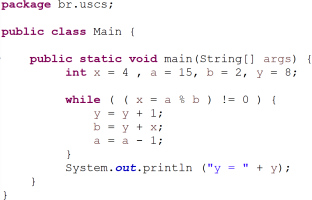 package br.uscs;
public class Main {
public static void main(String[] args) {
int x = 4 , a = 15, b = 2, y = 8;
while ( ( x = a % b ) != 0 ) {
y = y + 1;
b = y + x;
a = a - 1;
}
System.out.println ("y = " + y);
}
}